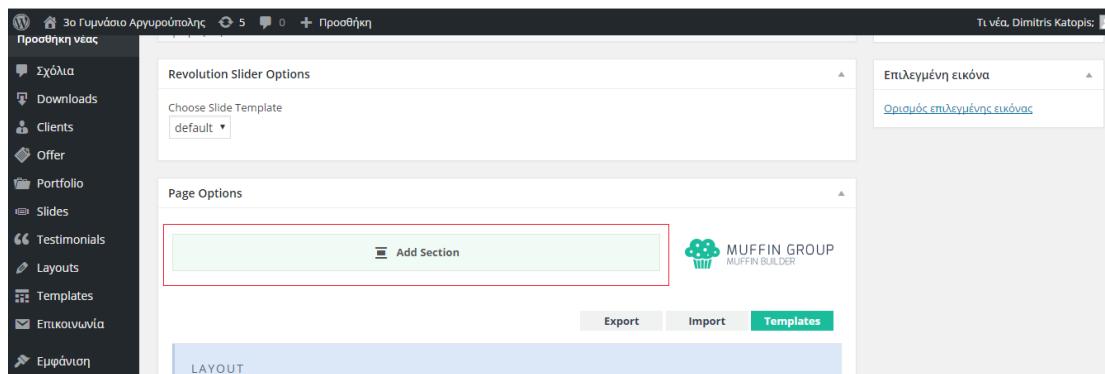 3ο Γυμνάσιο Αργυρούπολης 5 0 Προσθήκη Τι νέα, Dimitris Katopis;
Προσθήκη νέας
Σχόλια
Downloads
Clients
Offer
Portfolio
Slides
Testimonials
Layouts
Templates
Επικοινωνία
Εμφάνιση
Revolution Slider Options
Choose Slide Template
default
Page Options
Add Section
MUFFIN GROUP
MUFFIN BUILDER
Export Import Templates
LAYOUT
Επιλεγμένη εικόνα
Ορισμός επιλεγμένης εικόνας